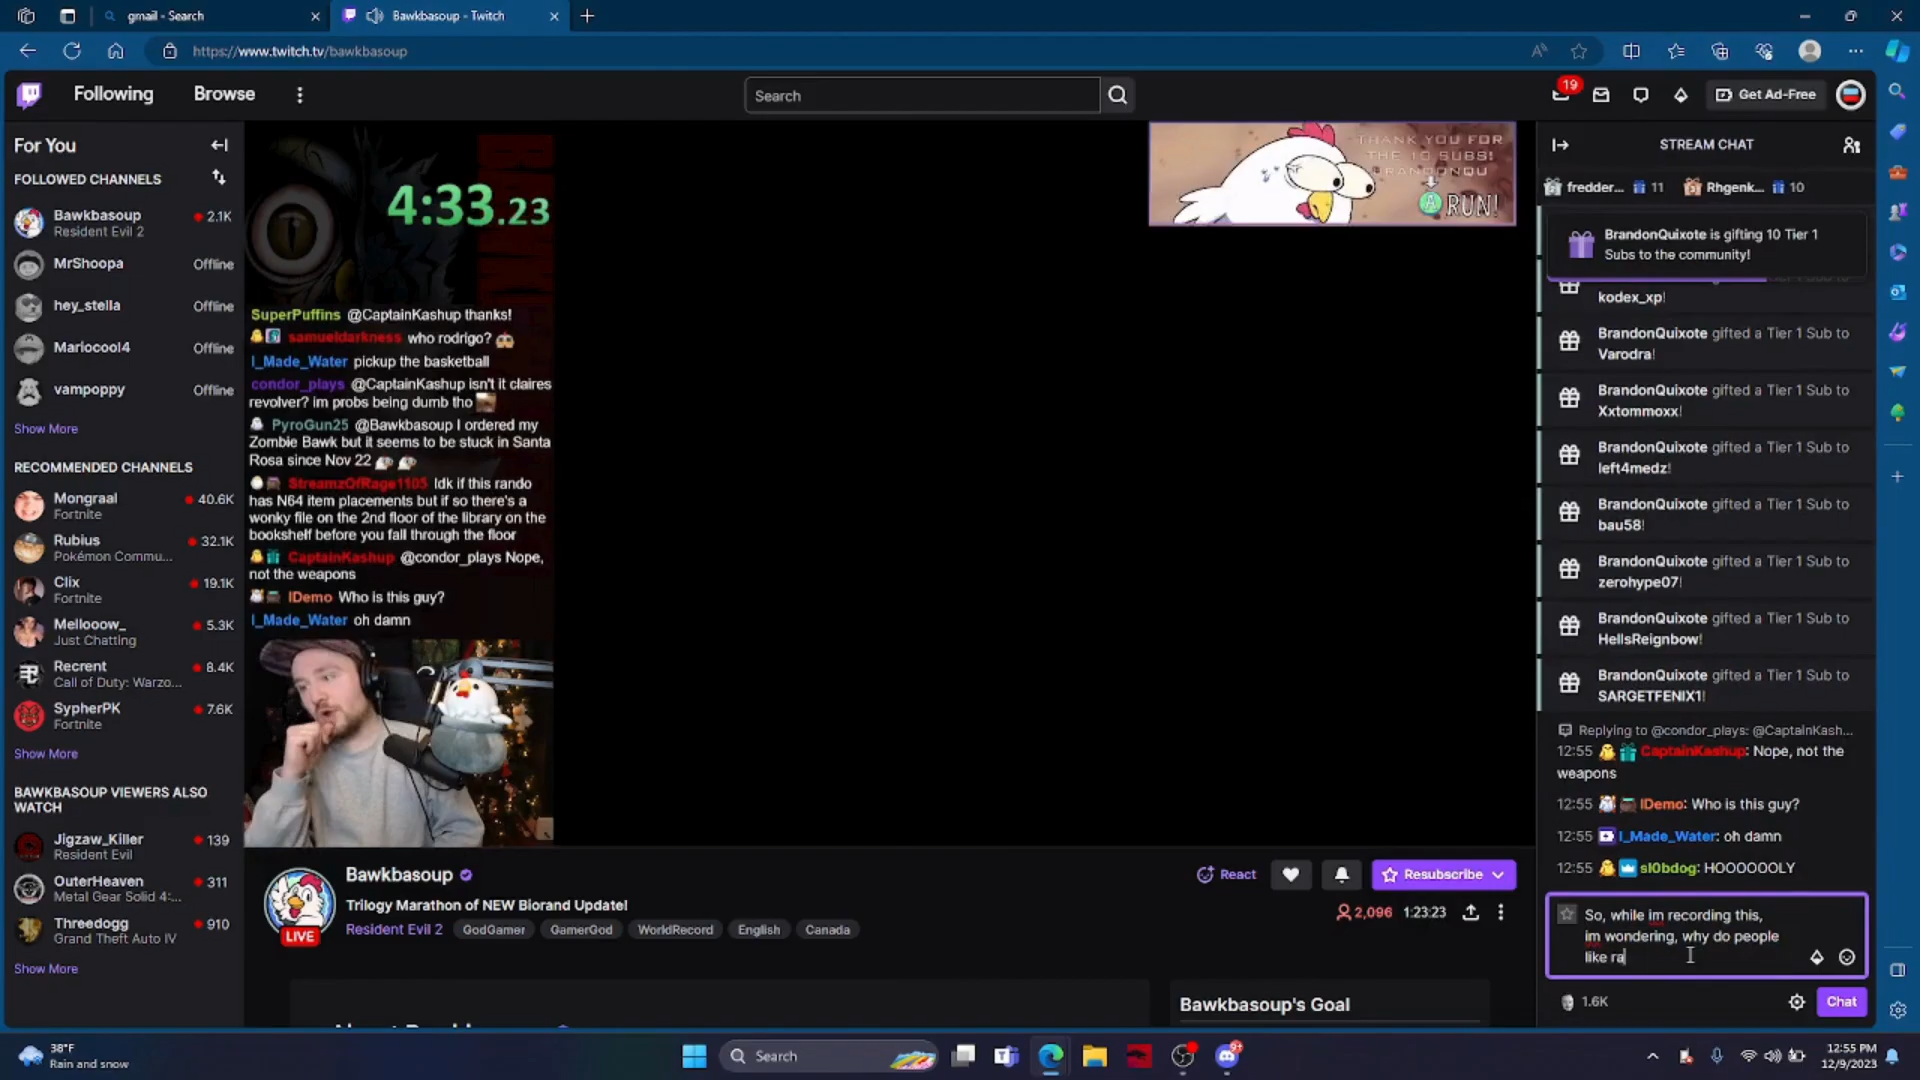 gmail - Search
Bawkbasoup - Twitch
https://www.twitch.tv/bawkbasoup
Following
Browse
Search
19
Get Ad-Free
For You
FOLLOWED CHANNELS
Bawkbasoup
2.1K
Resident Evil 2
MrShoopa
Offline
hey_stella
Offline
Mariocool4
Offline
vampoppy
Offline
Show More
RECOMMENDED CHANNELS
Mongraal
40.6K
Fortnite
Rubius
32.1K
Pokémon Commu...
Clix
19.1K
Fortnite
Mellooow_
5.3K
Just Chatting
Recrent
8.4K
Call of Duty: Warzo...
SypherPK
7.6K
Fortnite
Show More
BAWKBASOUP VIEWERS ALSO
WATCH
Jigzaw_Killer
139
Resident Evil
OuterHeaven
311
Metal Gear Solid 4:...
Threedogg
910
Grand Theft Auto IV
Show More
4:33.23
SuperPuffins @CaptainKashup thanks!
samueldarkness who rodrigo?
I_Made_Water pickup the basketball
condor_plays @CaptainKashup isn't it claires
revolver? im probs being dumb tho
PyroGun25 @Bawkbasoup I ordered my
Zombie Bawk but it seems to be stuck in Santa
Rosa since Nov 22
StreamzOfRage1105 Idk if this rando
has N64 item placements but if so there's a
wonky file on the 2nd floor of the library on the
bookshelf before you fall through the floor
CaptainKashup @condor_plays Nope,
not the weapons
IDemo Who is this guy?
I_Made_Water oh damn
THANK YOU FOR
THE 10 SUBS!
BRANDONQU
A RUN!
LIVE
Bawkbasoup
Trilogy Marathon of NEW Biorand Update!
Resident Evil 2
GodGamer
GamerGod
WorldRecord
English
Canada
React
Resubscribe
2,096
1:23:23
Bawkbasoup's Goal
STREAM CHAT
fredder... 11
Rhgenk... 10
BrandonQuixote is gifting 10 Tier 1
Subs to the community!
kodex_xp!
BrandonQuixote gifted a Tier 1 Sub to
Varodra!
BrandonQuixote gifted a Tier 1 Sub to
Xxtommoxx!
BrandonQuixote gifted a Tier 1 Sub to
left4medz!
BrandonQuixote gifted a Tier 1 Sub to
bau58!
BrandonQuixote gifted a Tier 1 Sub to
zerohype07!
BrandonQuixote gifted a Tier 1 Sub to
HellsReignbow!
BrandonQuixote gifted a Tier 1 Sub to
SARGETFENIX1!
Replying to @condor_plays: @CaptainKash...
12:55 CaptainKashup: Nope, not the
weapons
12:55 IDemo: Who is this guy?
12:55 I_Made_Water: oh damn
12:55 sl0bdog: HOOOOOOLY
So, while im recording this,
im wondering, why do people
like ra
1.6K
Chat
38°F
Rain and snow
Search
9+
12:55 PM
12/9/2023